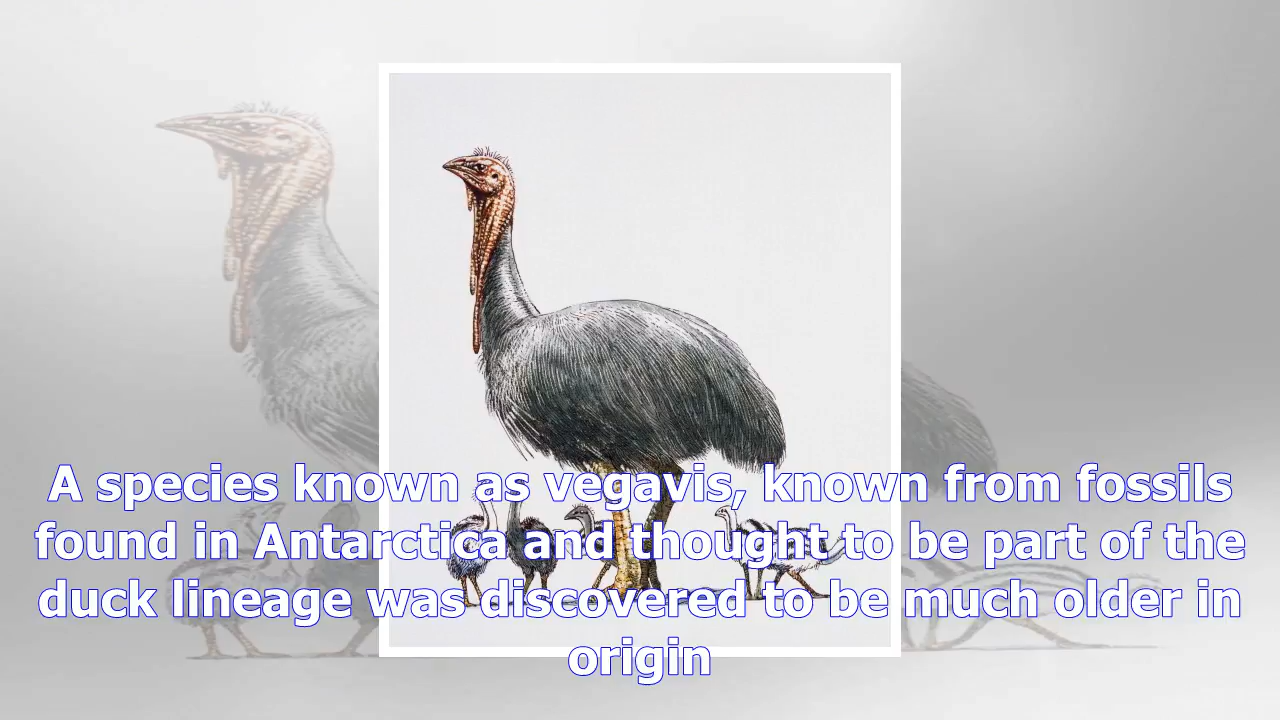 A species known as vegavis, known from fossils
found in Antarctica and thought to be part of the
duck lineage was discovered to be much older in
origin